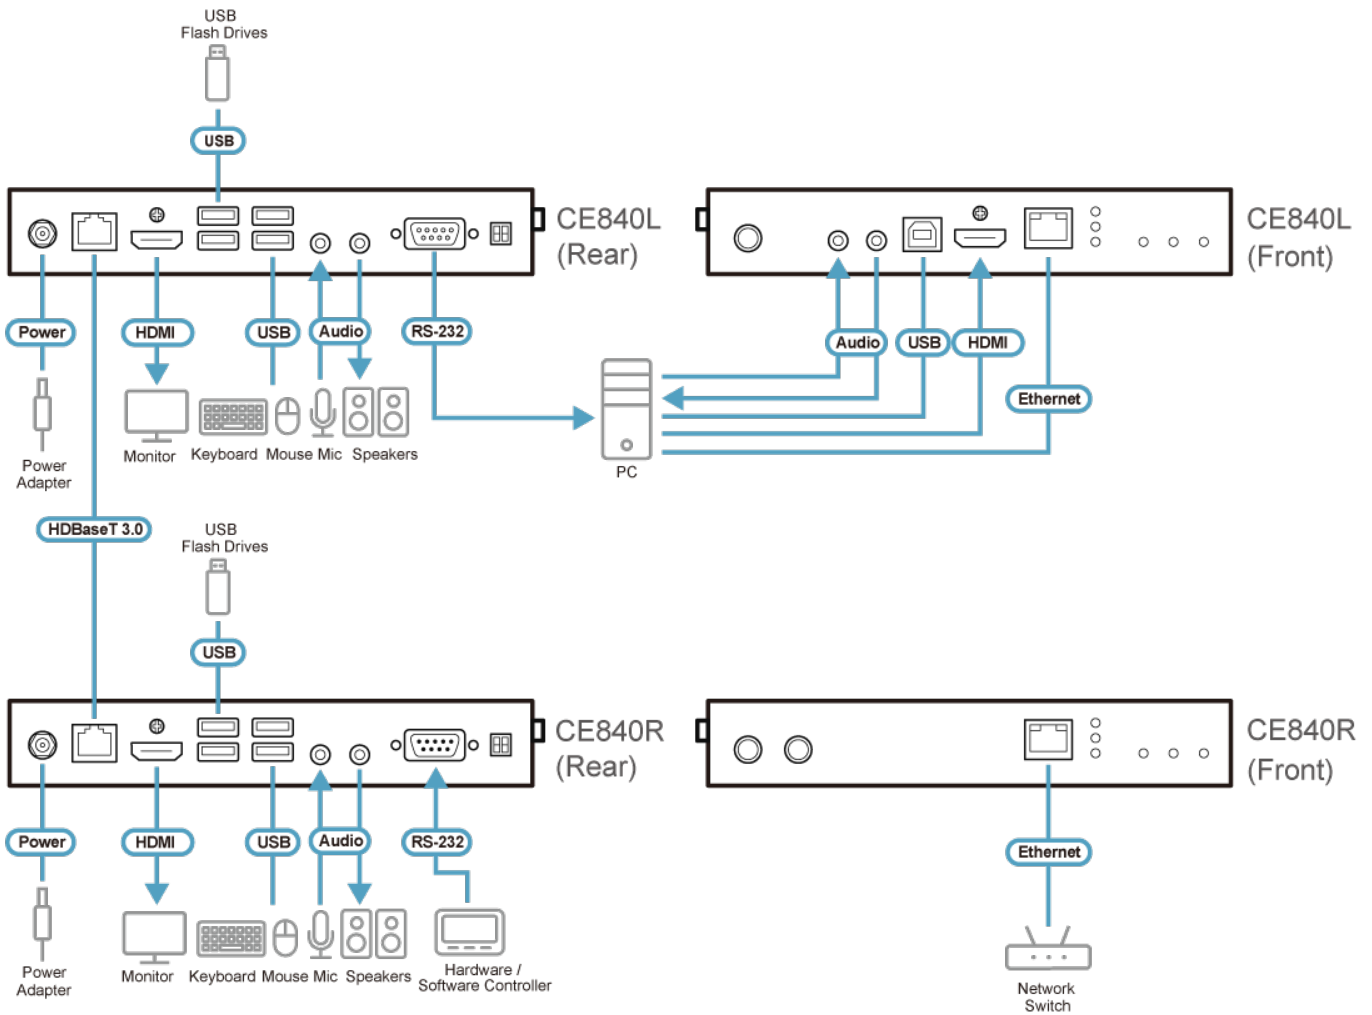 USB
Flash Drives
USB
CE840L
(Rear)
CE840L
(Front)
Power
HDMI
USB
Audio
RS-232
Audio
USB
HDMI
Ethernet
Monitor
Keyboard
Mouse
Mic
Speakers
Power
Adapter
PC
HDBaseT 3.0
USB
Flash Drives
USB
CE840R
(Rear)
CE840R
(Front)
Power
HDMI
USB
Audio
RS-232
Ethernet
Power
Adapter
Monitor
Keyboard
Mouse
Mic
Speakers
Hardware /
Software Controller
Network
Switch